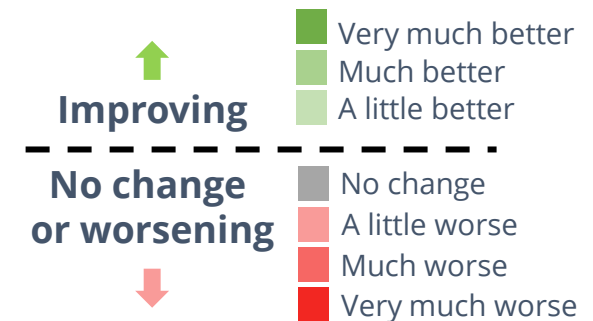 Improving
Very much better
Much better
A little better
No change
or worsening
No change
A little worse
Much worse
Very much worse